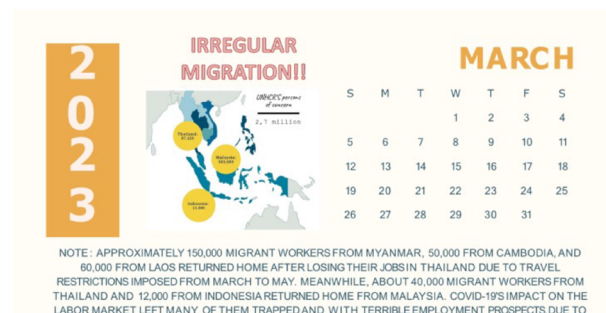 2
0
2
3
IRREGULAR
MIGRATION!!
UNHCR'S persons
of concern
2,7 million
Thailand:
Malaysia:
Indonesia:
MARCH
S M T W T F S
1 2 3 4
5 6 7 8 9 10 11
12 13 14 15 16 17 18
19 20 21 22 23 24 25
26 27 28 29 30 31
NOTE: APPROXIMATELY 150,000 MIGRANT WORKERS FROM MYANMAR, 50,000 FROM CAMBODIA, AND
60,000 FROM LAOS RETURNED HOME AFTER LOSING THEIR JOBS IN THAILAND DUE TO TRAVEL
RESTRICTIONS IMPOSED FROM MARCH TO MAY. MEANWHILE, ABOUT 40,000 MIGRANT WORKERS FROM
THAILAND AND 12,000 FROM INDONESIA RETURNED HOME FROM MALAYSIA. COVID-19'S IMPACT ON THE
LABOR MARKET LEFT MANY OF THEM TRAPPED AND WITH TERRIBLE EMPLOYMENT PROSPECTS DUE TO